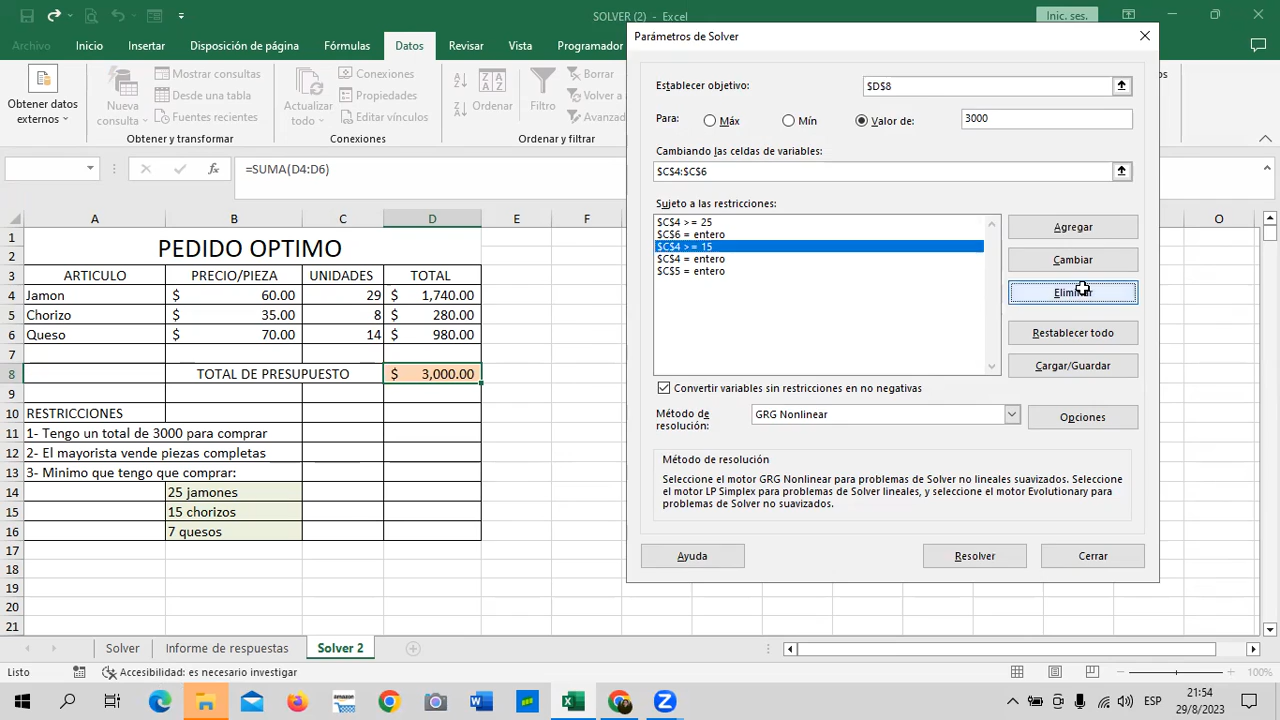 SOLVER (2) - Excel
Inic. ses.
Archivo Inicio Insertar Disposición de página Fórmulas Datos Revisar Vista Programador
Obtener datos externos
Nueva consulta
Mostrar consultas
Desde una tabla
Fuentes recientes
Obtener y transformar
Actualizar todo
Conexiones
Propiedades
Editar vínculos
Conexiones
Ordenar
Filtro
Borrar
Volver a
Avanzad
Ordenar y filtrar
=SUMA(D4:D6)
A B C D E F O
1 PEDIDO OPTIMO
2
3 ARTICULO PRECIO/PIEZA UNIDADES TOTAL
4 Jamon $ 60.00 29 $ 1,740.00
5 Chorizo $ 35.00 8 $ 280.00
6 Queso $ 70.00 14 $ 980.00
7
8 TOTAL DE PRESUPUESTO $ 3,000.00
9
10 RESTRICCIONES
11 1- Tengo un total de 3000 para comprar
12 2- El mayorista vende piezas completas
13 3- Minimo que tengo que comprar:
14 25 jamones
15 15 chorizos
16 7 quesos
17
18
19
20
21
Parámetros de Solver
Establecer objetivo: $D$8
Para: Máx Mín Valor de: 3000
Cambiando las celdas de variables:
$C$4:$C$6
Sujeto a las restricciones:
$C$4 >= 25
$C$6 = entero
$C$4 >= 15
$C$4 = entero
$C$5 = entero
Agregar
Cambiar
Eliminar
Restablecer todo
Cargar/Guardar
Convertir variables sin restricciones en no negativas
Método de resolución: GRG Nonlinear
Opciones
Método de resolución
Seleccione el motor GRG Nonlinear para problemas de Solver no lineales suavizados. Seleccione
el motor LP Simplex para problemas de Solver lineales, y seleccione el motor Evolutionary para
problemas de Solver no suavizados.
Ayuda Resolver Cerrar
Solver Informe de respuestas Solver 2
Listo Accesibilidad: es necesario investigar 100%
ESP
21:54
29/8/2023